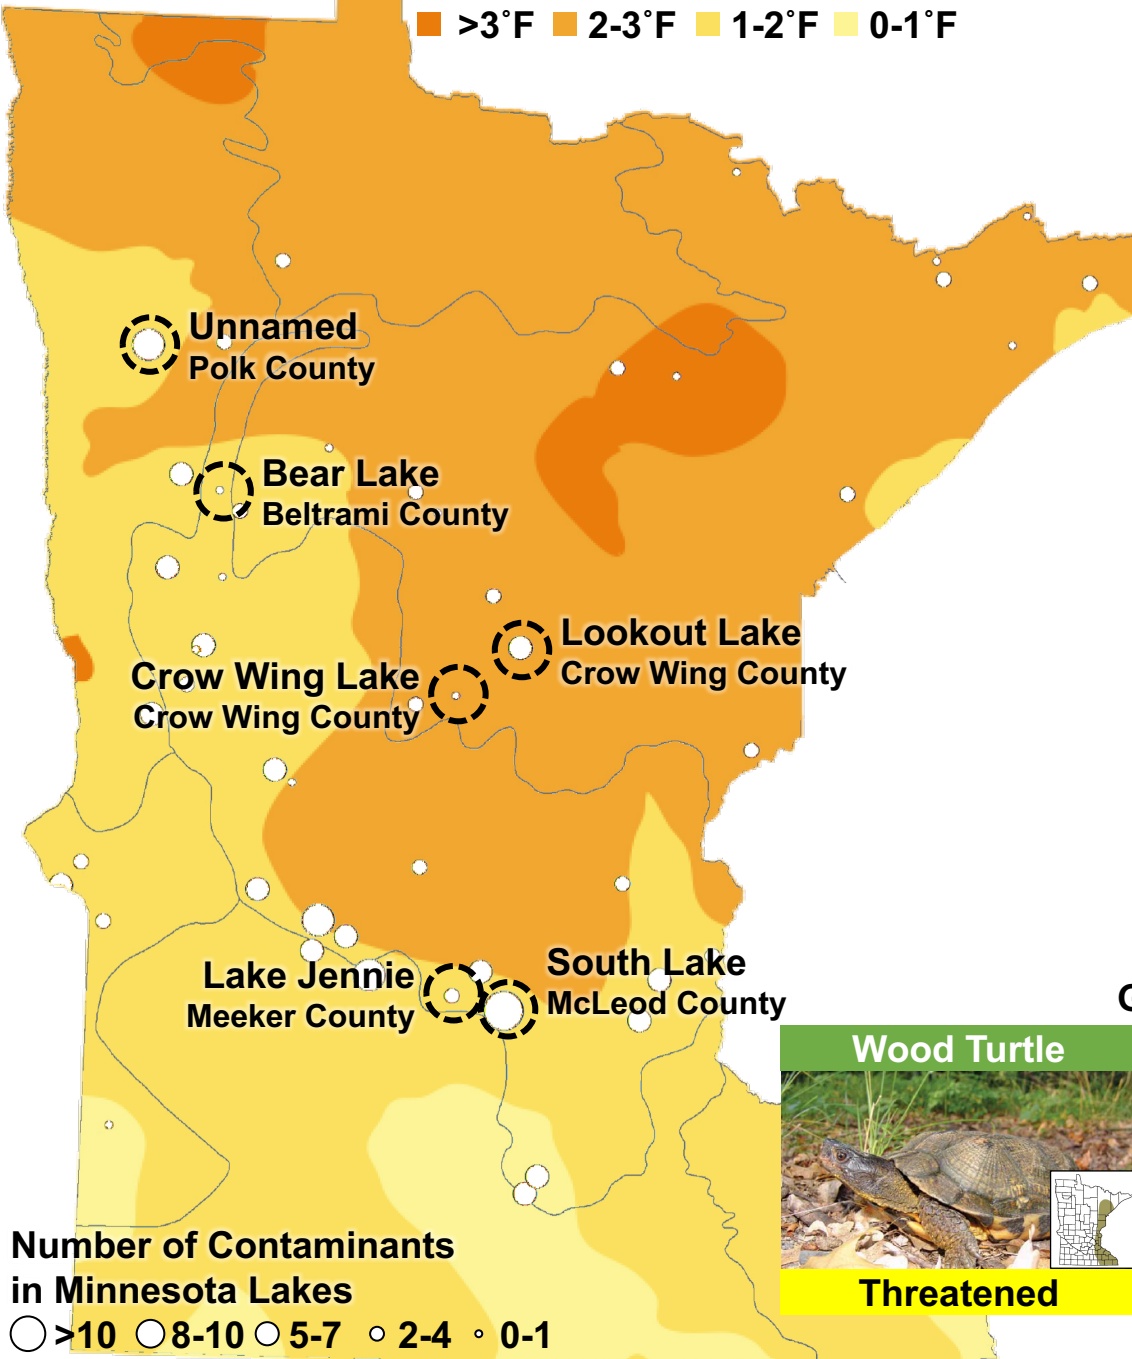 >3˚F 2-3˚F 1-2˚F 0-1˚F
Unnamed
Polk County
Bear Lake
Beltrami County
Lookout Lake
Crow Wing County
Crow Wing Lake
Crow Wing County
South Lake
McLeod County
Lake Jennie
Meeker County
Wood Turtle
Threatened
Number of Contaminants
in Minnesota Lakes
>10 8-10 5-7 2-4 0-1